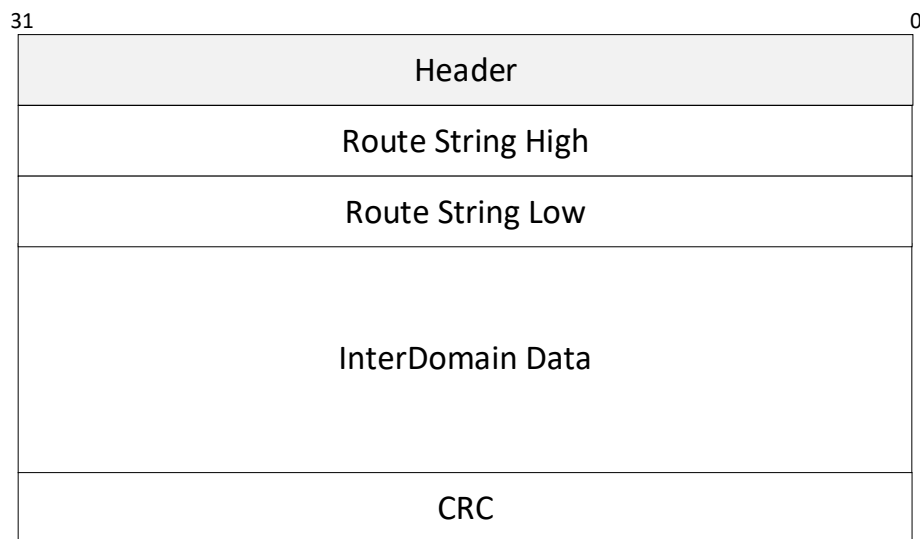 31 0
Header
Route String High
Route String Low
InterDomain Data
CRC